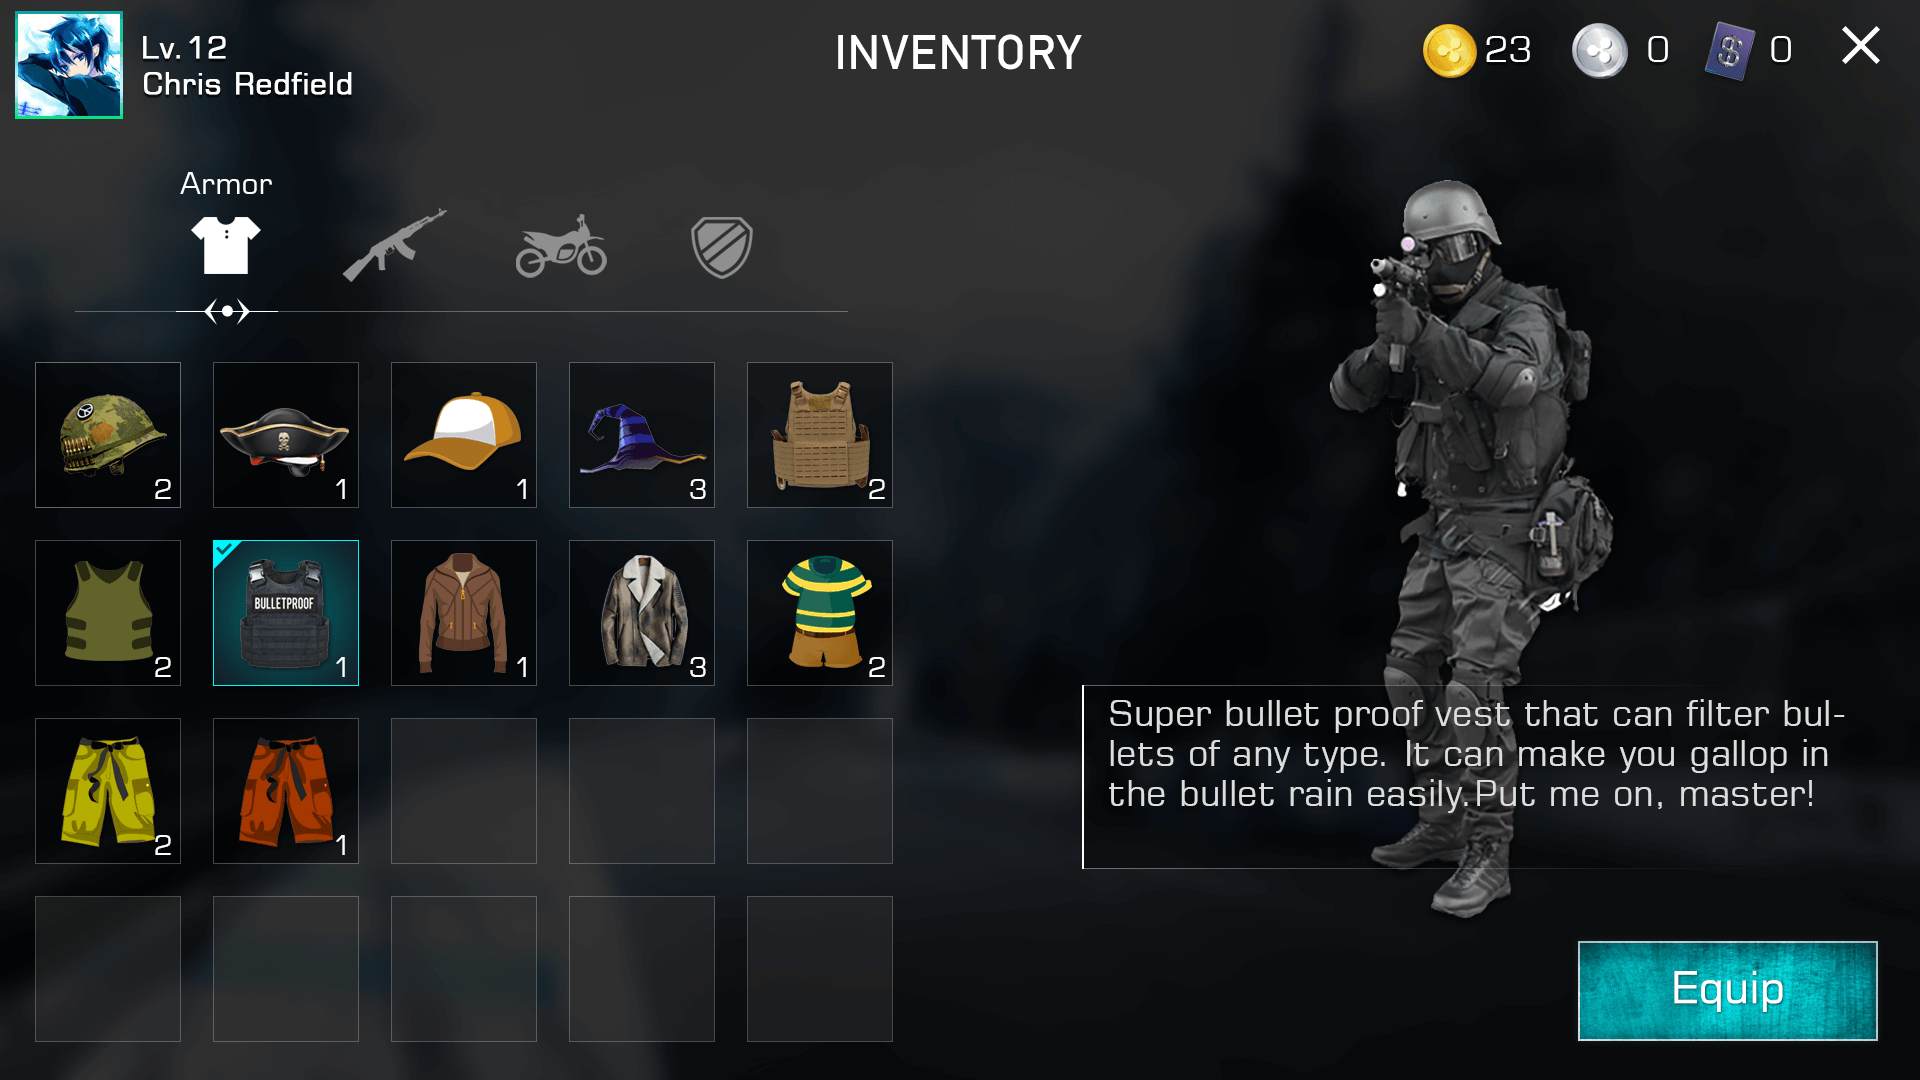 Lv.12
Chris Redfield
INVENTORY
23
0
0
Armor
2
1
1
3
2
2
BULLETPROOF
1
1
3
2
2
1
Super bullet proof vest that can filter bul-
lets of any type. It can make you gallop in
the bullet rain easily.Put me on, master!
Equip